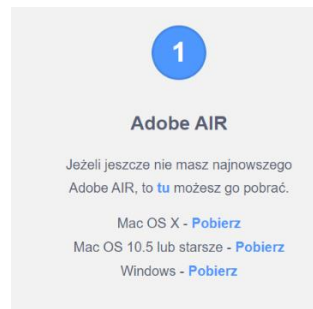 1
Adobe AIR
Jeżeli jeszcze nie masz najnowszego
Adobe AIR, to tu możesz go pobrać.
Mac OS X - Pobierz
Mac OS 10.5 lub starsze - Pobierz
Windows - Pobierz